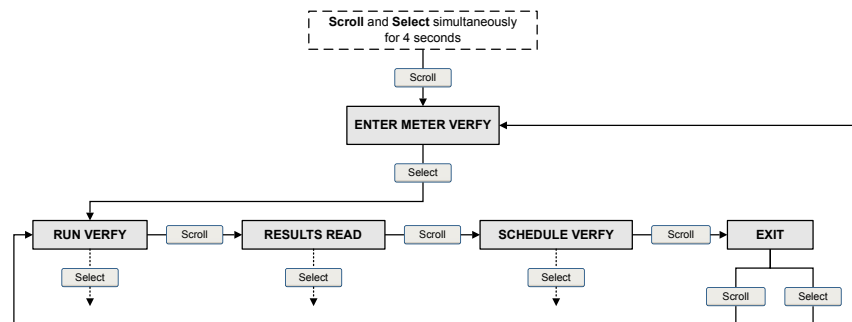 Scroll and Select simultaneously
for 4 seconds
Scroll
ENTER METER VERFY
Select
RUN VERFY
Scroll
RESULTS READ
Scroll
SCHEDULE VERFY
Scroll
EXIT
Select
Select
Select
Scroll
Select